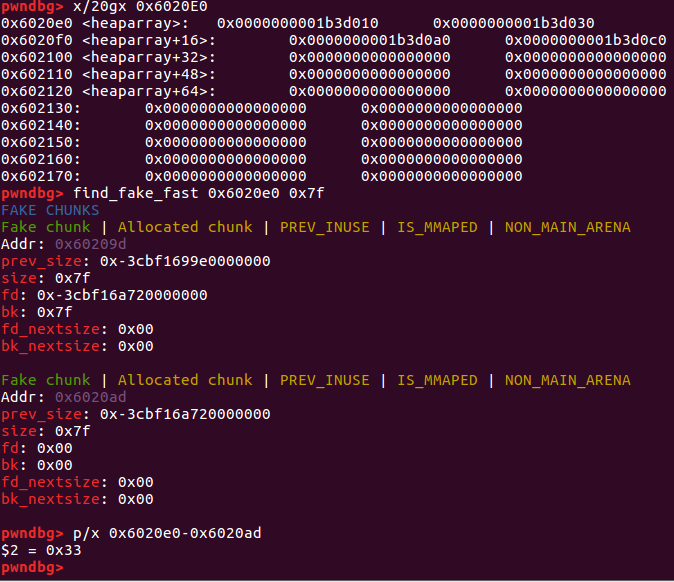 pwndbg> x/20gx 0x6020E0
0x6020e0 <heaparray>: 0x0000000001b3d010 0x0000000001b3d030
0x6020f0 <heaparray+16>: 0x0000000001b3d0a0 0x0000000001b3d0c0
0x602100 <heaparray+32>: 0x0000000000000000 0x0000000000000000
0x602110 <heaparray+48>: 0x0000000000000000 0x0000000000000000
0x602120 <heaparray+64>: 0x0000000000000000 0x0000000000000000
0x602130: 0x0000000000000000 0x0000000000000000
0x602140: 0x0000000000000000 0x0000000000000000
0x602150: 0x0000000000000000 0x0000000000000000
0x602160: 0x0000000000000000 0x0000000000000000
0x602170: 0x0000000000000000 0x0000000000000000
pwndbg> find_fake_fast 0x6020e0 0x7f
FAKE CHUNKS
Fake chunk | Allocated chunk | PREV_INUSE | IS_MMAPED | NON_MAIN_ARENA
Addr: 0x60209d
prev_size: 0x-3cbf1699e0000000
size: 0x7f
fd: 0x-3cbf16a720000000
bk: 0x7f
fd_nextsize: 0x00
bk_nextsize: 0x00
Fake chunk | Allocated chunk | PREV_INUSE | IS_MMAPED | NON_MAIN_ARENA
Addr: 0x6020ad
prev_size: 0x-3cbf16a720000000
size: 0x7f
fd: 0x00
bk: 0x00
fd_nextsize: 0x00
bk_nextsize: 0x00
pwndbg> p/x 0x6020e0-0x6020ad
$2 = 0x33
pwndbg>